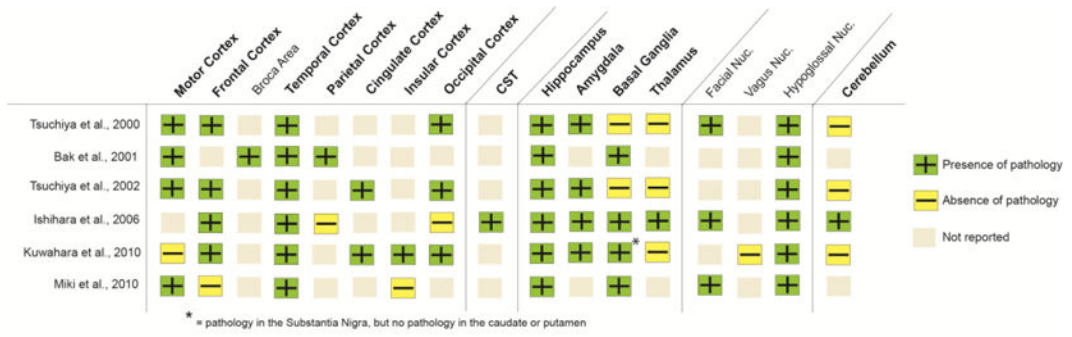 Motor Cortex
Frontal Cortex
Broca Area
Temporal Cortex
Parietal Cortex
Cingulate Cortex
Insular Cortex
Occipital Cortex
CST
Hippocampus
Amygdala
Basal Ganglia
Thalamus
Facial Nuc.
Vagus Nuc.
Hypoglossal Nuc.
Cerebellum
Tsuchiya et al., 2000
Bak et al., 2001
Tsuchiya et al., 2002
Ishihara et al., 2006
Kuwahara et al., 2010
*
Miki et al., 2010
+ Presence of pathology
− Absence of pathology
Not reported
* = pathology in the Substantia Nigra, but no pathology in the caudate or putamen